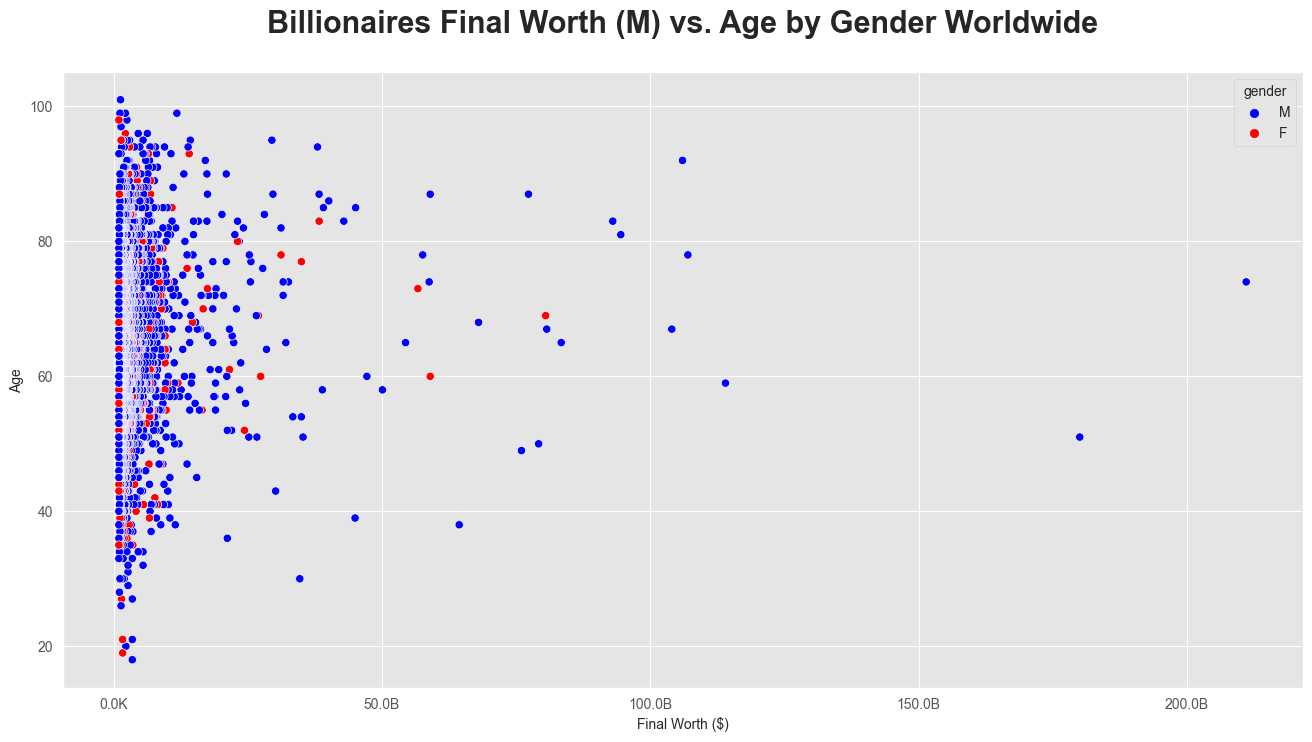 Billionaires Final Worth (M) vs. Age by Gender Worldwide
gender
M
F
100
80
60
40
20
Age
0.0K
50.0B
100.0B
150.0B
200.0B
Final Worth ($)